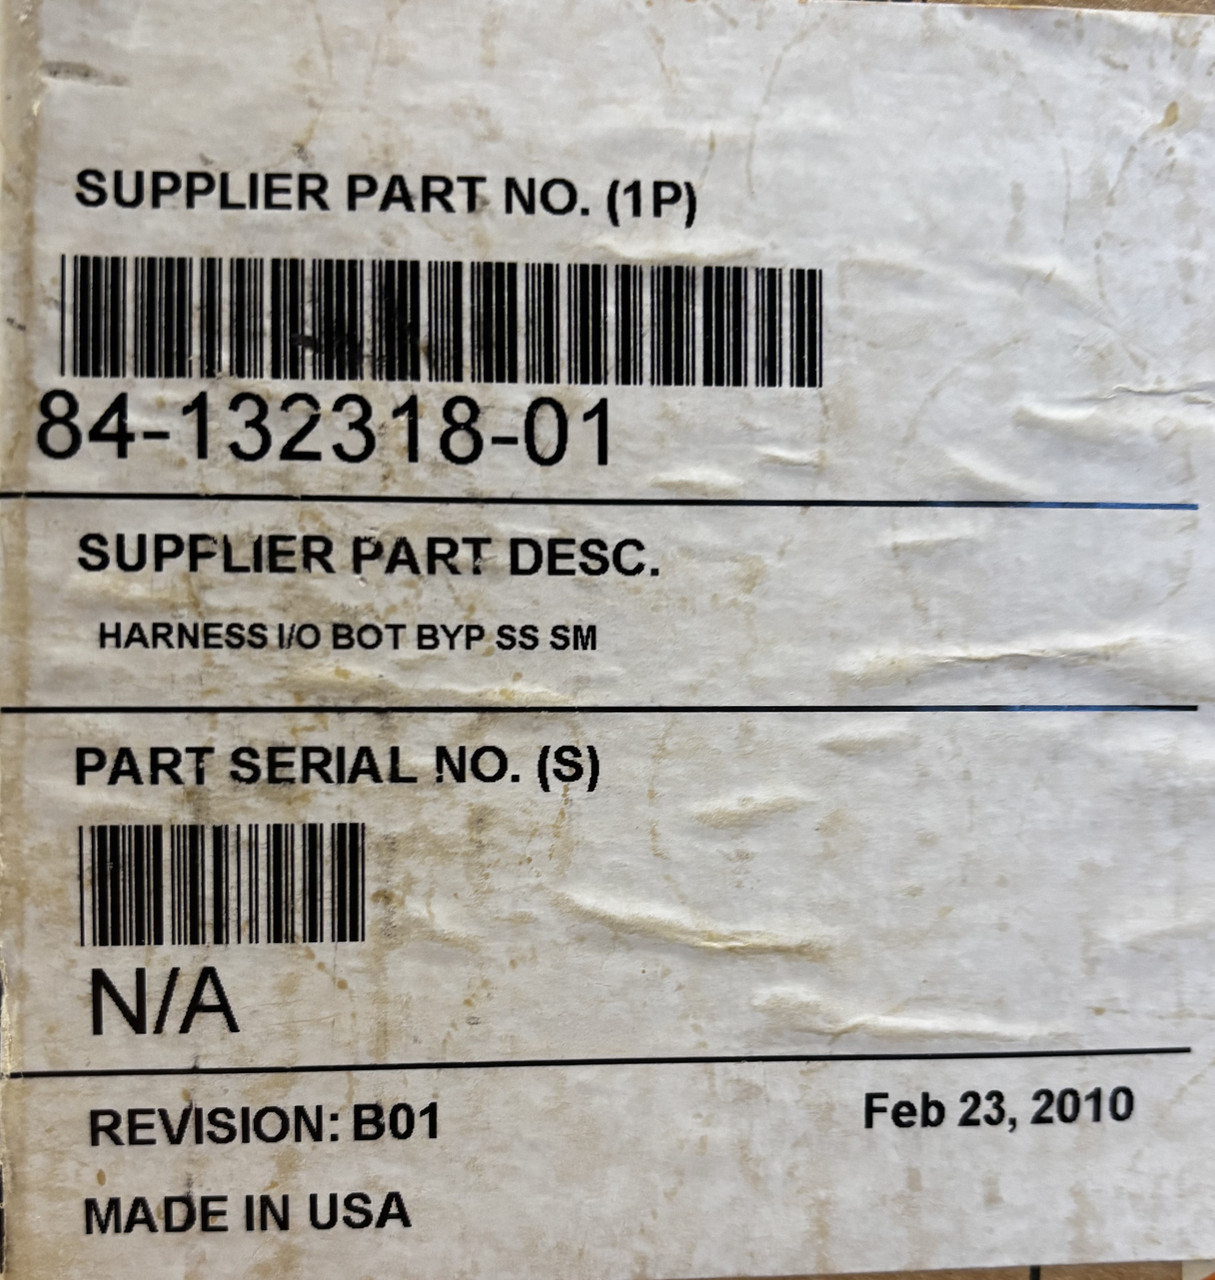 SUPPLIER PART NO. (1P)
84-132318-01
SUPPLIER PART DESC.
HARNESS I/O BOT BYP SS SM
PART SERIAL NO. (S)
N/A
REVISION: B01
Feb 23, 2010
MADE IN USA